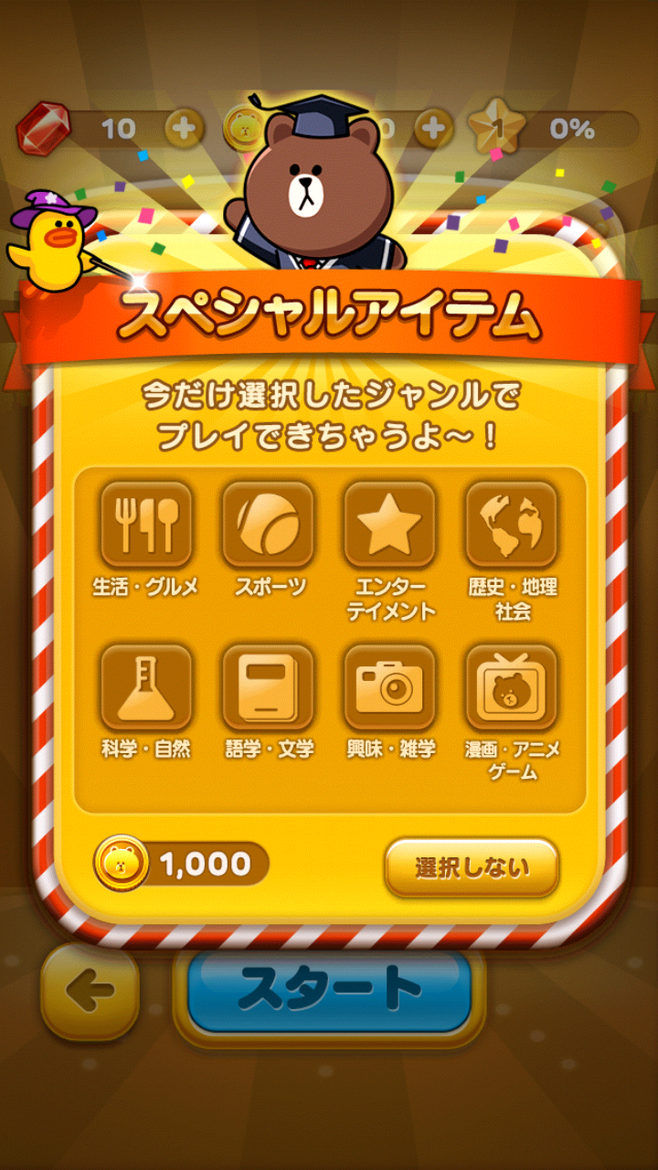 10
1
0%
スペシャルアイテム
今だけ選択したジャンルで
プレイできちゃうよ〜！
生活・グルメ
スポーツ
エンター
テイメント
歴史・地理
社会
科学・自然
語学・文学
興味・雑学
漫画・アニメ
ゲーム
1,000
選択しない
スタート